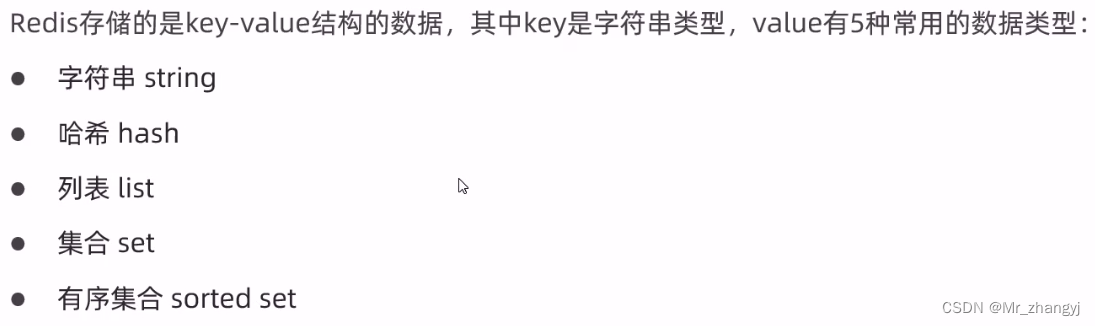 Redis存储的是key-value结构的数据，其中key是字符串类型，value有5种常用的数据类型：
● 字符串 string
● 哈希 hash
● 列表 list
● 集合 set
● 有序集合 sorted set
CSDN @Mr_zhangyj